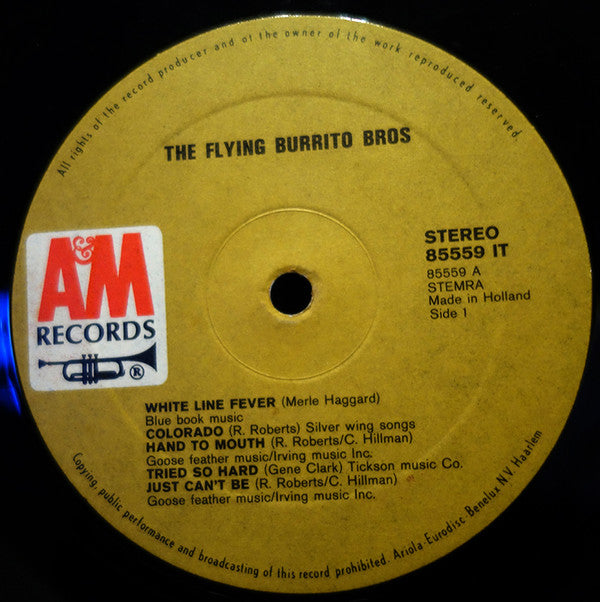 All rights of the record producer and of the owner of the work reproduced reserved.
THE FLYING BURRITO BROS
A&M
RECORDS
®
STEREO
85559 IT
85559 A
STEMRA
Made in Holland
Side 1
WHITE LINE FEVER (Merle Haggard)
Blue book music
COLORADO (R. Roberts) Silver wing songs
HAND TO MOUTH (R. Roberts/C. Hillman)
Goose feather music/Irving music Inc.
TRIED SO HARD (Gene Clark) Tickson music Co.
JUST CAN'T BE (R. Roberts/C. Hillman)
Goose feather music/Irving music Inc.
Copying, public performance and broadcasting of this record prohibited. Ariola-Eurodisc Benelux N.V. Haarlem